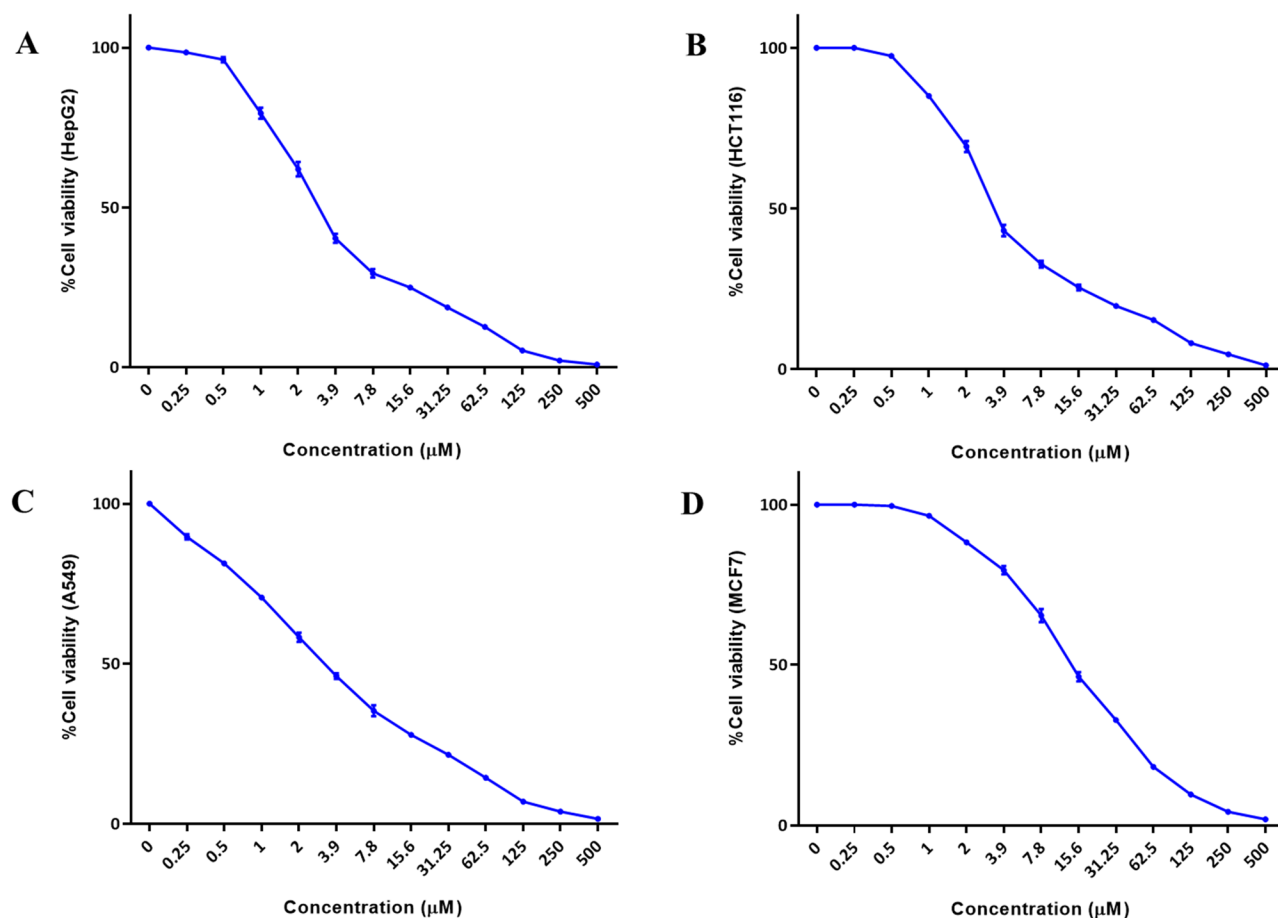 A
%Cell viability (HepG2)
100
50
0
0 0.25 0.5 1 2 3.9 7.8 15.6 31.25 62.5 125 250 500
Concentration (μM)
B
%Cell viability (HCT116)
100
50
0
0 0.25 0.5 1 2 3.9 7.8 15.6 31.25 62.5 125 250 500
Concentration (μM)
C
%Cell viability (A549)
100
50
0
0 0.25 0.5 1 2 3.9 7.8 15.6 31.25 62.5 125 250 500
Concentration (μM)
D
%Cell viability (MCF7)
100
50
0
0 0.25 0.5 1 2 3.9 7.8 15.6 31.25 62.5 125 250 500
Concentration (μM)